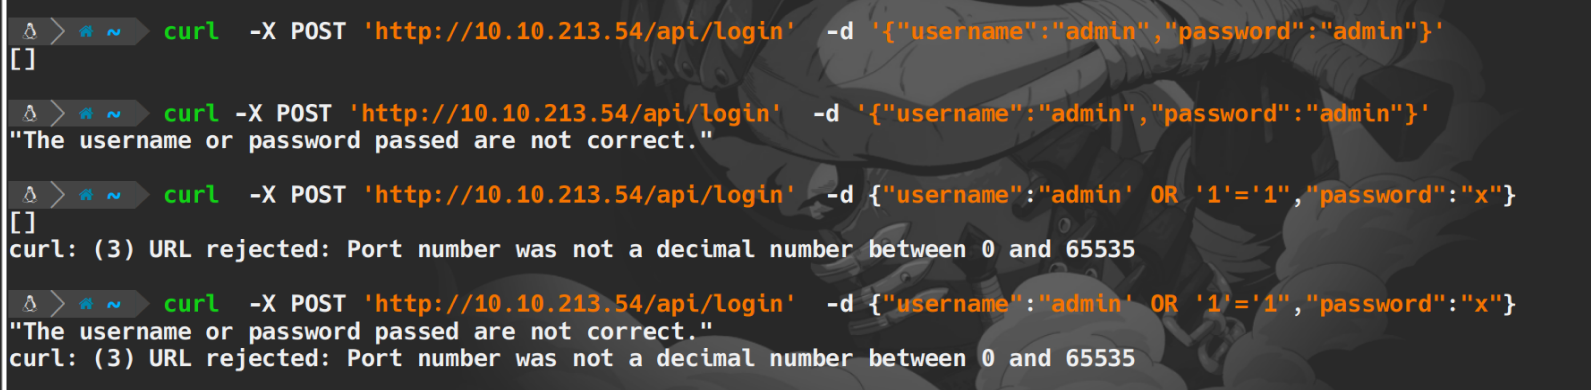 ~ curl  -X POST 'http://10.10.213.54/api/login'  -d '{"username":"admin","password":"admin"}'
[]
~ curl -X POST 'http://10.10.213.54/api/login'  -d '{"username":"admin","password":"admin"}'
"The username or password passed are not correct."
~ curl  -X POST 'http://10.10.213.54/api/login'  -d {"username":"admin' OR '1'='1","password":"x"}
[]
curl: (3) URL rejected: Port number was not a decimal number between 0 and 65535
~ curl  -X POST 'http://10.10.213.54/api/login'  -d {"username":"admin' OR '1'='1","password":"x"}
"The username or password passed are not correct."
curl: (3) URL rejected: Port number was not a decimal number between 0 and 65535